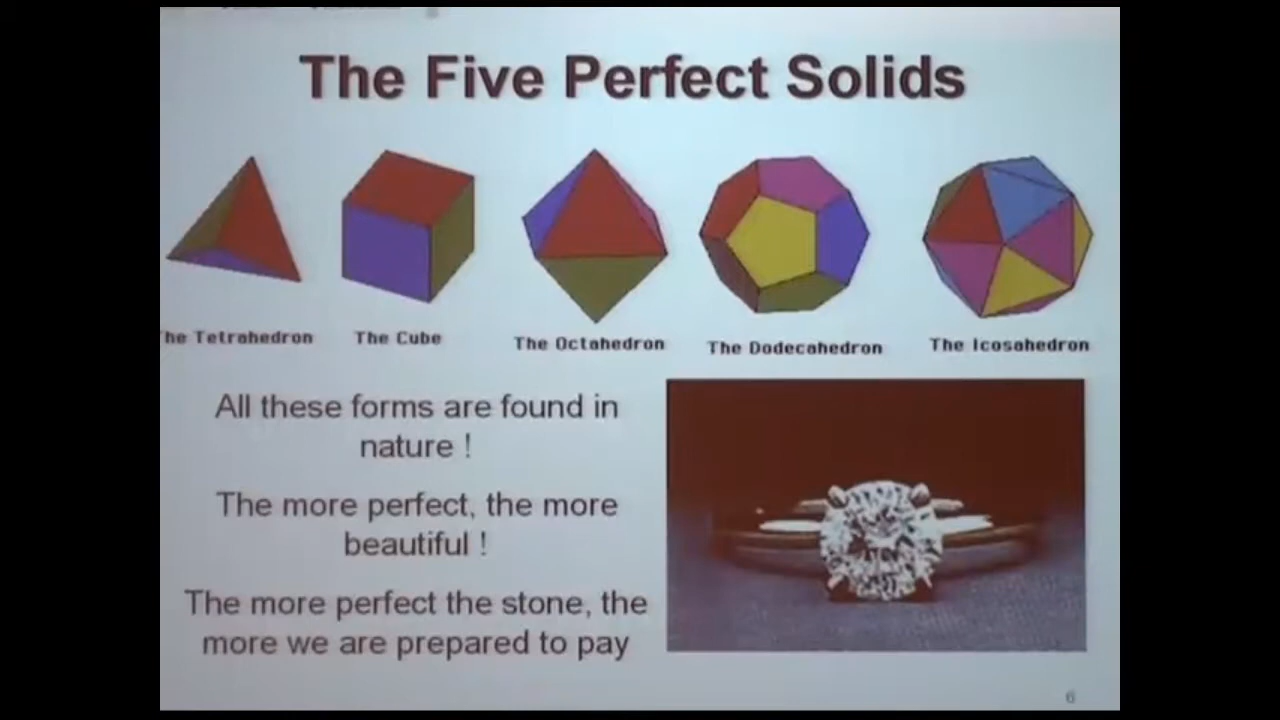 The Five Perfect Solids
he Tetrahedron
The Cube
The Octahedron
The Dodecahedron
The Icosahedron
All these forms are found in
nature !
The more perfect, the more
beautiful !
The more perfect the stone, the
more we are prepared to pay
6